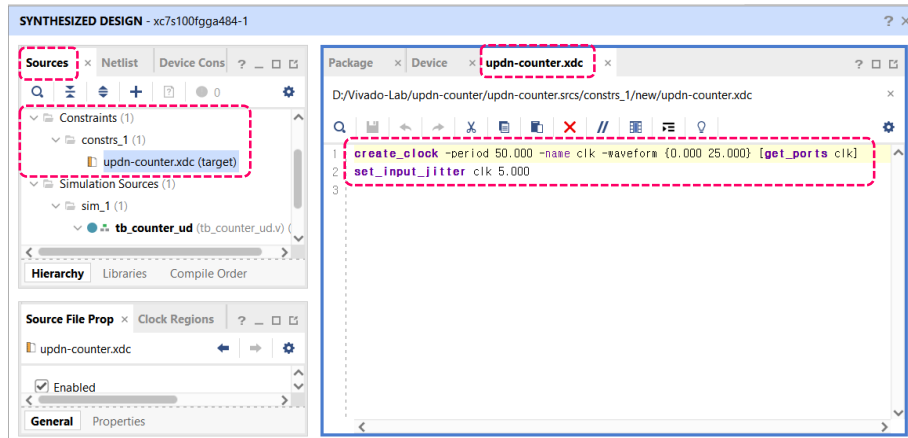 SYNTHESIZED DESIGN - xc7s100fgga484-1
Sources
Netlist
Device Cons
0
Constraints (1)
constrs_1 (1)
updn-counter.xdc (target)
Simulation Sources (1)
sim_1 (1)
tb_counter_ud (tb_counter_ud.v) (
Hierarchy
Libraries
Compile Order
Source File Prop
Clock Regions
updn-counter.xdc
Enabled
General
Properties
Package
Device
updn-counter.xdc
D:/Vivado-Lab/updn-counter/updn-counter.srcs/constrs_1/new/updn-counter.xdc
1 create_clock -period 50.000 -name clk -waveform {0.000 25.000} [get_ports clk]
2 set_input_jitter clk 5.000
3